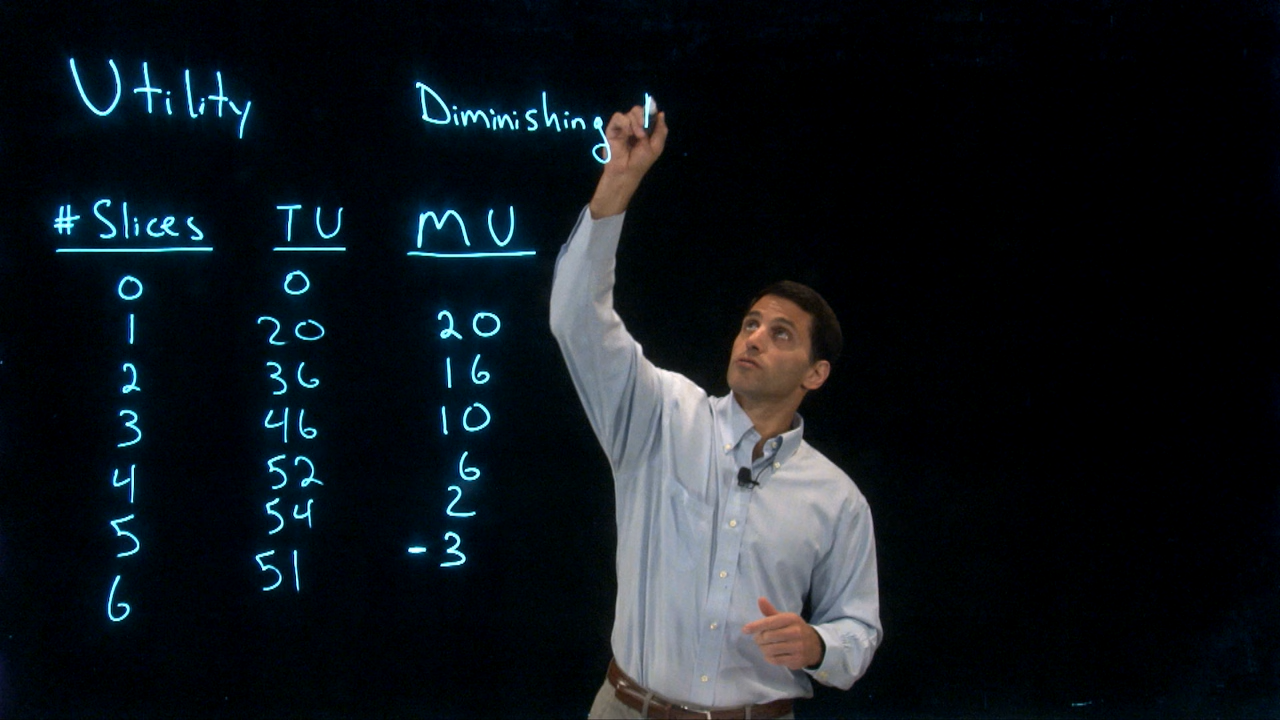 Utility Diminishing
# Slices TU MU
0 0
1 20 20
2 36 16
3 46 10
4 52 6
5 54 2
6 51 -3